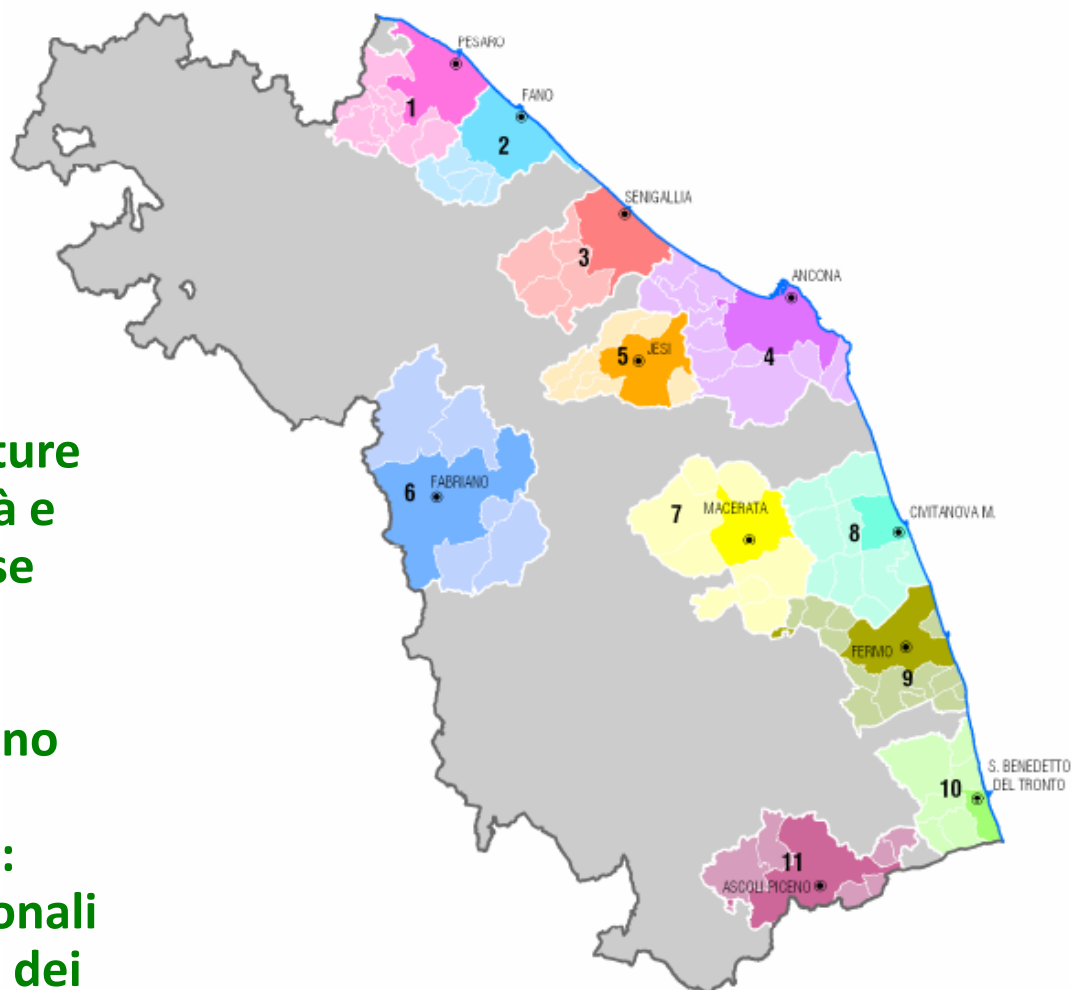 ture
à e
se
no
:
onali
dei
PESARO
1
FANO
2
SENIGALLIA
3
ANCONA
4
5
JESI
6
FABRIANO
7
MACERATA
8
CIVITANOVA M.
FERMO
9
10
S. BENEDETTO
DEL TRONTO
11
ASCOLI PICENO